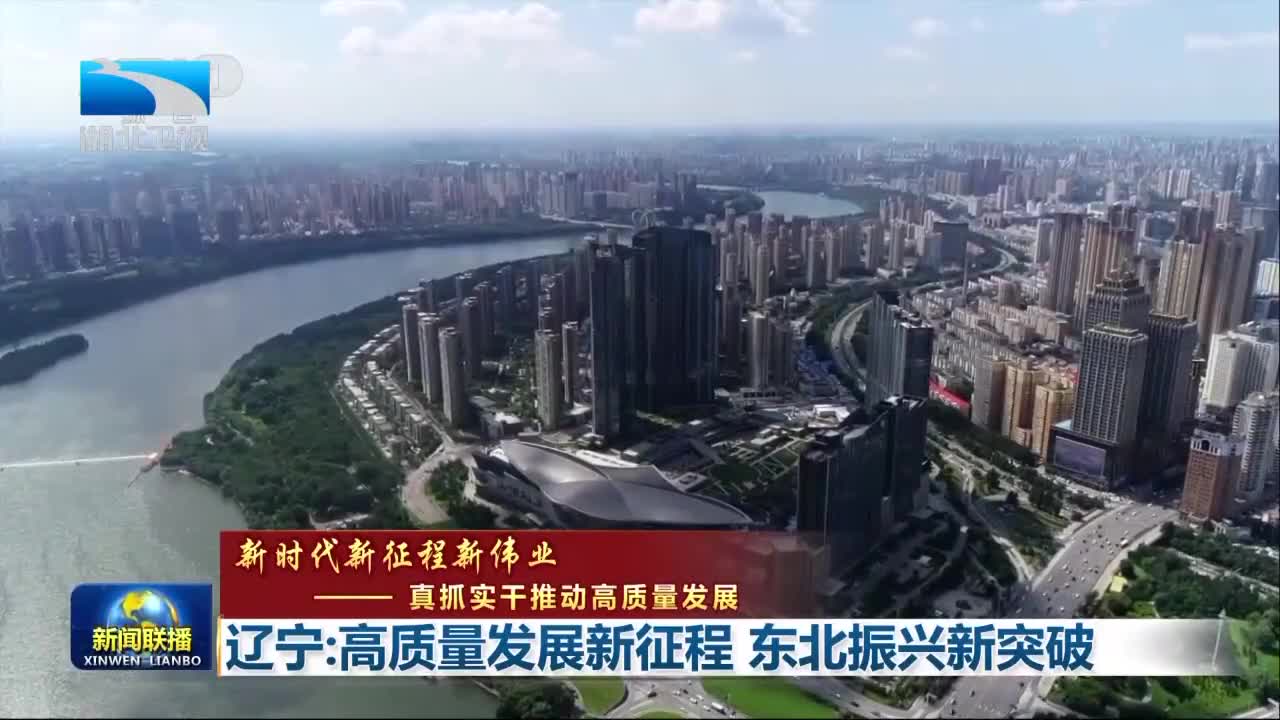 湖北卫视
新时代新征程新伟业
—— 真抓实干推动高质量发展
新闻联播
XINWEN LIANBO
辽宁:高质量发展新征程 东北振兴新突破